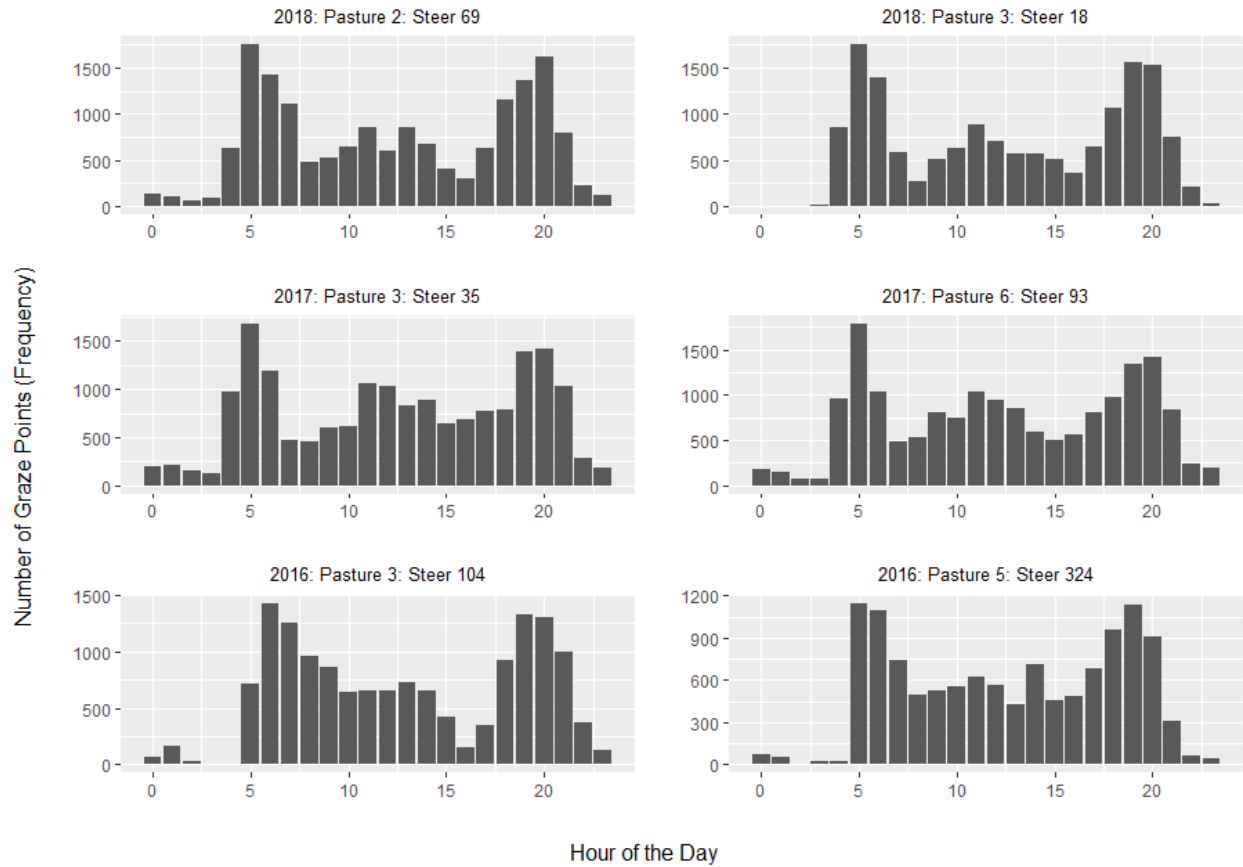 2018: Pasture 2: Steer 69
1500
1000
500
0
0 5 10 15 20
2018: Pasture 3: Steer 18
1500
1000
500
0
0 5 10 15 20
2017: Pasture 3: Steer 35
1500
1000
500
0
0 5 10 15 20
2017: Pasture 6: Steer 93
1500
1000
500
0
0 5 10 15 20
2016: Pasture 3: Steer 104
1500
1000
500
0
0 5 10 15 20
2016: Pasture 5: Steer 324
1200
900
600
300
0
0 5 10 15 20
Number of Graze Points (Frequency)
Hour of the Day